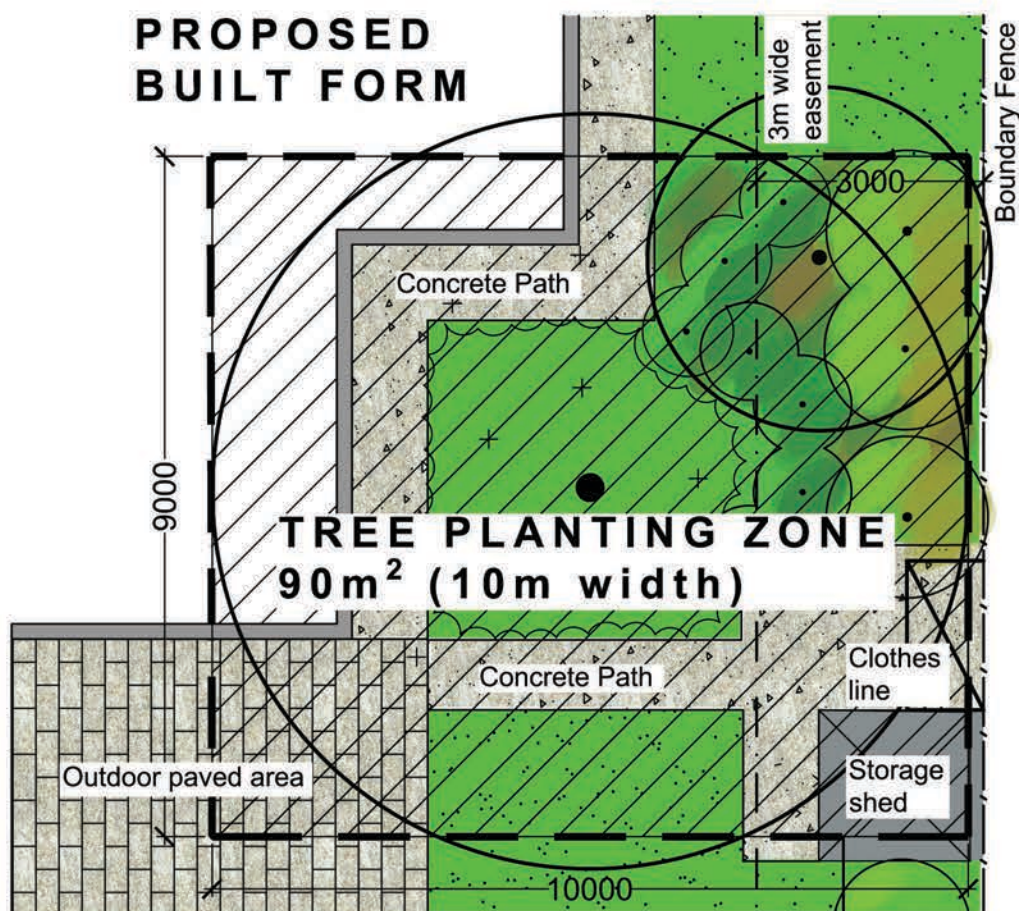 PROPOSED
BUILT FORM
3m wide
easement
Boundary Fence
3000
Concrete Path
9000
TREE PLANTING ZONE
90m² (10m width)
Clothes
line
Concrete Path
Outdoor paved area
Storage
shed
10000